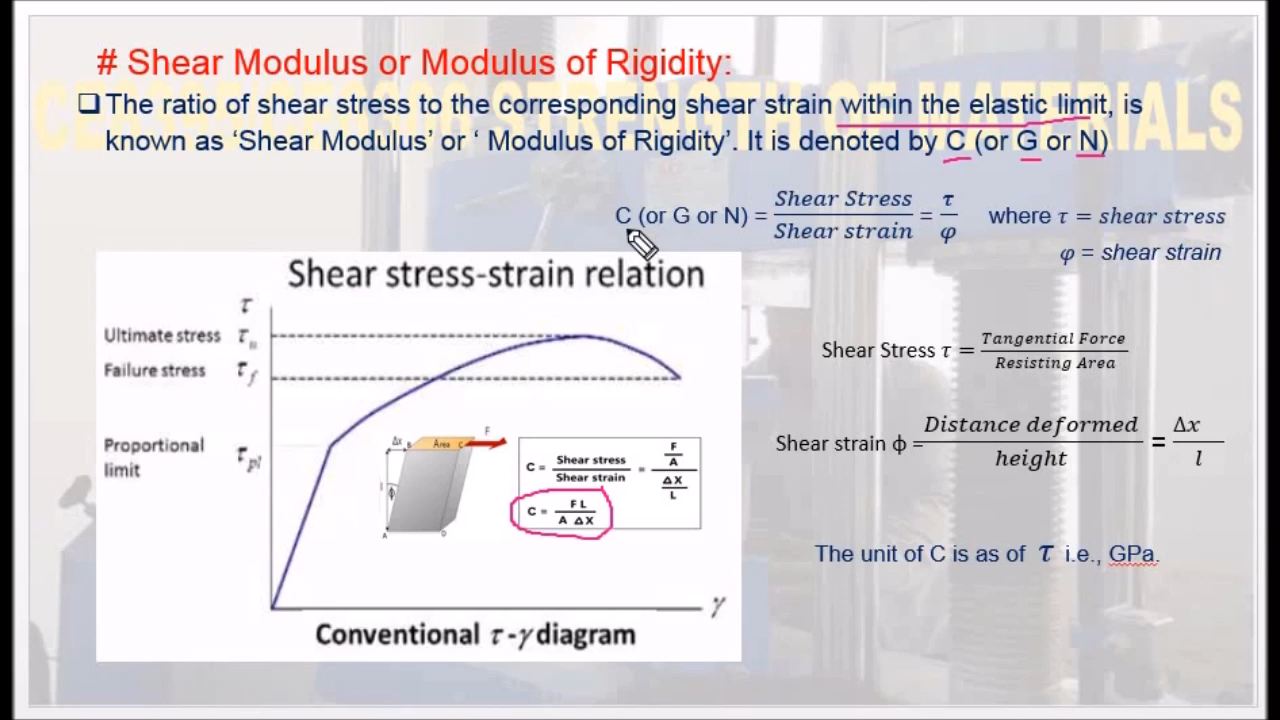 # Shear Modulus or Modulus of Rigidity:
❑ The ratio of shear stress to the corresponding shear strain within the elastic limit, is
known as ‘Shear Modulus’ or ‘ Modulus of Rigidity’. It is denoted by C (or G or N)
C (or G or N) = Shear Stress / Shear strain = τ / φ where τ = shear stress
φ = shear strain
Shear stress-strain relation
τ
Ultimate stress τu
Failure stress τf
Proportional
limit τpl
Δx B Area C F
l ϕ
A D
C = Shear stress / Shear strain = F/A / ΔX/L
C = F L / A ΔX
γ
Conventional τ-γ diagram
Shear Stress τ = Tangential Force / Resisting Area
Shear strain ϕ = Distance deformed / height = Δx / l
The unit of C is as of τ i.e., GPa.